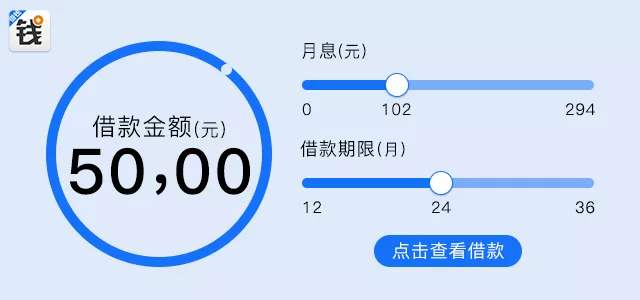 钱
借款金额(元)
50,00
月息(元)
0 102 294
借款期限(月)
12 24 36
点击查看借款